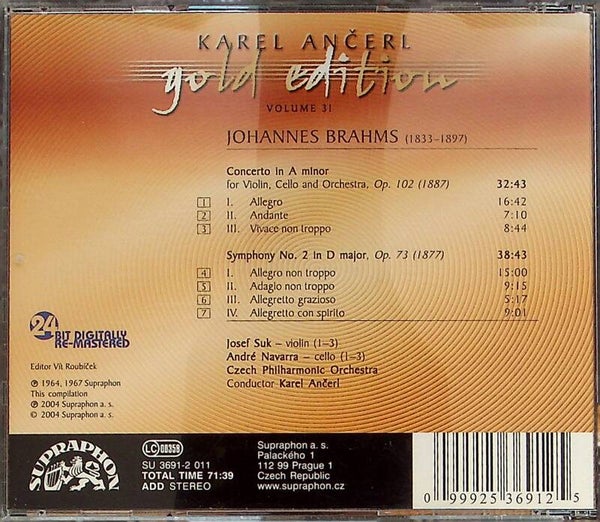 KAREL ANČERL
gold edition
VOLUME 31
JOHANNES BRAHMS (1833–1897)
Concerto in A minor
for Violin, Cello and Orchestra, Op. 102 (1887) 32:43
1 I. Allegro 16:42
2 II. Andante 7:10
3 III. Vivace non troppo 8:44
Symphony No. 2 in D major, Op. 73 (1877) 38:43
4 I. Allegro non troppo 15:00
5 II. Adagio non troppo 9:15
6 III. Allegretto grazioso 5:17
7 IV. Allegretto con spirito 9:01
Josef Suk – violin (1–3)
André Navarra – cello (1–3)
Czech Philharmonic Orchestra
Conductor Karel Ančerl
24 BIT DIGITALLY
RE-MASTERED
Editor Vít Roubíček
℗ 1964, 1967 Supraphon
This compilation
℗ 2004 Supraphon a. s.
© 2004 Supraphon a. s.
SUPRAPHON
LC 0835B
SU 3691-2 011
TOTAL TIME 71:39
ADD STEREO
Supraphon a. s.
Palackého 1
112 99 Prague 1
Czech Republic
www.supraphon.cz
0 99925 36912 5